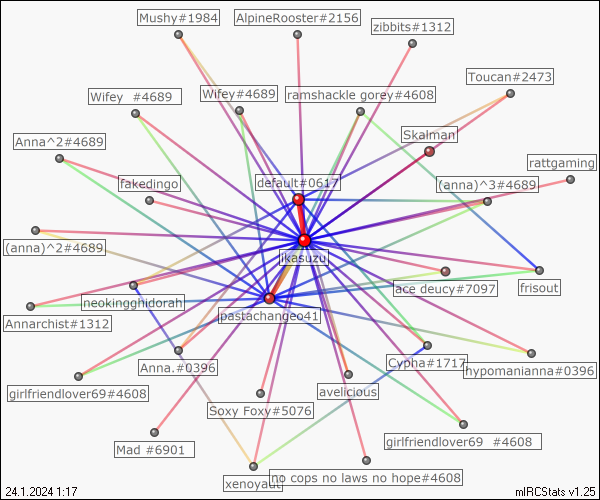 Mushy#1984
AlpineRooster#2156
zibbits#1312
Toucan#2473
Wifey #4689
Wifey#4689
ramshackle gorey#4608
Skalman
Anna^2#4689
rattgaming
fakedingo
default#0617
(anna)^3#4689
(anna)^2#4689
ikasuzu
frisout
ace deucy#7097
neokingghidorah
pastachangeo41
Annarchist#1312
Anna.#0396
Cypha#1717
hypomanianna#0396
girlfriendlover69#4608
avelicious
Soxy Foxy#5076
girlfriendlover69 #4608
Mad #6901
xenoyaut
no cops no laws no hope#4608
24.1.2024 1:17
mIRCStats v1.25